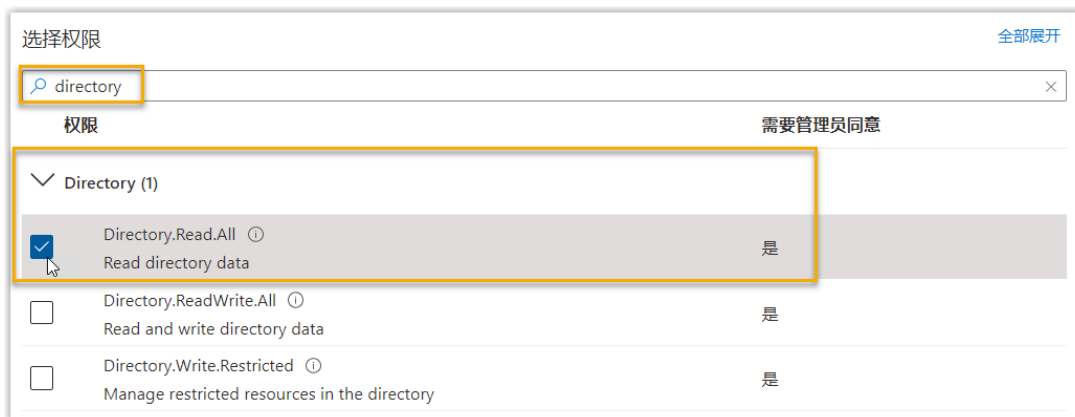 选择权限 全部展开
directory
权限 需要管理员同意
Directory (1)
Directory.Read.All
Read directory data 是
Directory.ReadWrite.All
Read and write directory data 是
Directory.Write.Restricted
Manage restricted resources in the directory 是